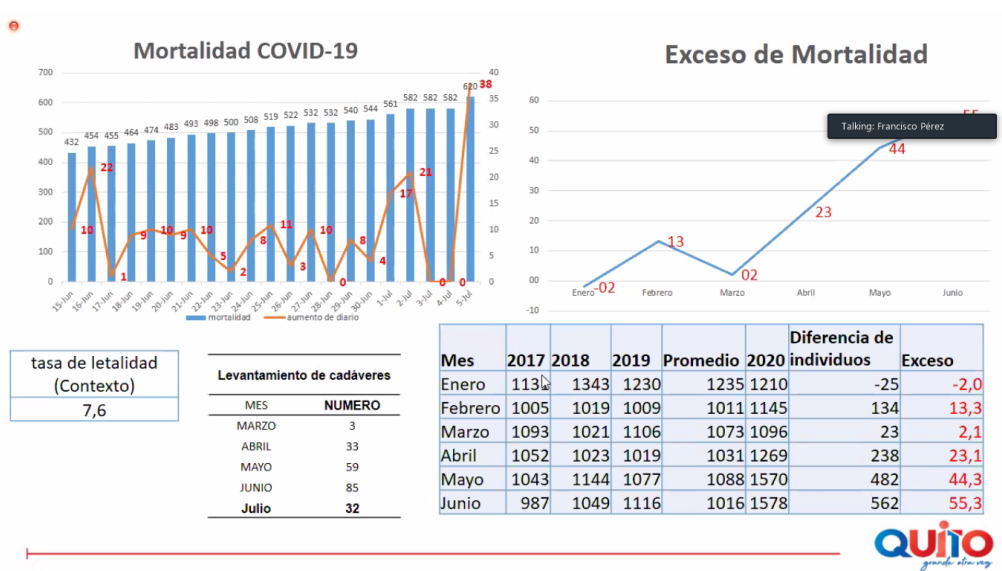 Mortalidad COVID-19
700
600
500
400
300
200
100
0
40
35
30
25
20
15
10
5
0
432 454 455 464 474 483 493 498 500 508 519 522 532 532 540 544 561 582 582 582 620
10 22 1 9 10 9 10 5 2 8 11 3 10 0 8 4 17 21 0 0 38
15-Jun 16-Jun 17-Jun 18-Jun 19-Jun 20-Jun 21-Jun 22-Jun 23-Jun 24-Jun 25-Jun 26-Jun 27-Jun 28-Jun 29-Jun 30-Jun 1-Jul 2-Jul 3-Jul 4-Jul 5-Jul
mortalidad aumento de diario
Exceso de Mortalidad
60
50
40
30
20
10
00
-10
-02 13 02 23 44
Enero Febrero Marzo Abril Mayo Junio
Talking: Francisco Pérez
tasa de letalidad
(Contexto)
7,6
Levantamiento de cadáveres
MES NUMERO
MARZO 3
ABRIL 33
MAYO 59
JUNIO 85
Julio 32
Diferencia de
Mes 2017 2018 2019 Promedio 2020 individuos Exceso
Enero 1343 1230 1235 1210 -25 -2,0
Febrero 1005 1019 1009 1011 1145 134 13,3
Marzo 1093 1021 1106 1073 1096 23 2,1
Abril 1052 1023 1019 1031 1269 238 23,1
Mayo 1043 1144 1077 1088 1570 482 44,3
Junio 987 1049 1116 1016 1578 562 55,3
QUITO
grande otra vez